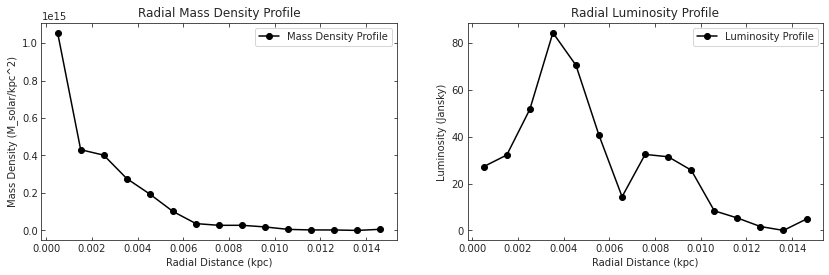 Radial Mass Density Profile
1e15
Mass Density Profile
1.0
0.8
0.6
0.4
0.2
0.0
Mass Density (M_solar/kpc^2)
0.000 0.002 0.004 0.006 0.008 0.010 0.012 0.014
Radial Distance (kpc)
Radial Luminosity Profile
Luminosity Profile
80
60
40
20
0
Luminosity (Jansky)
0.000 0.002 0.004 0.006 0.008 0.010 0.012 0.014
Radial Distance (kpc)